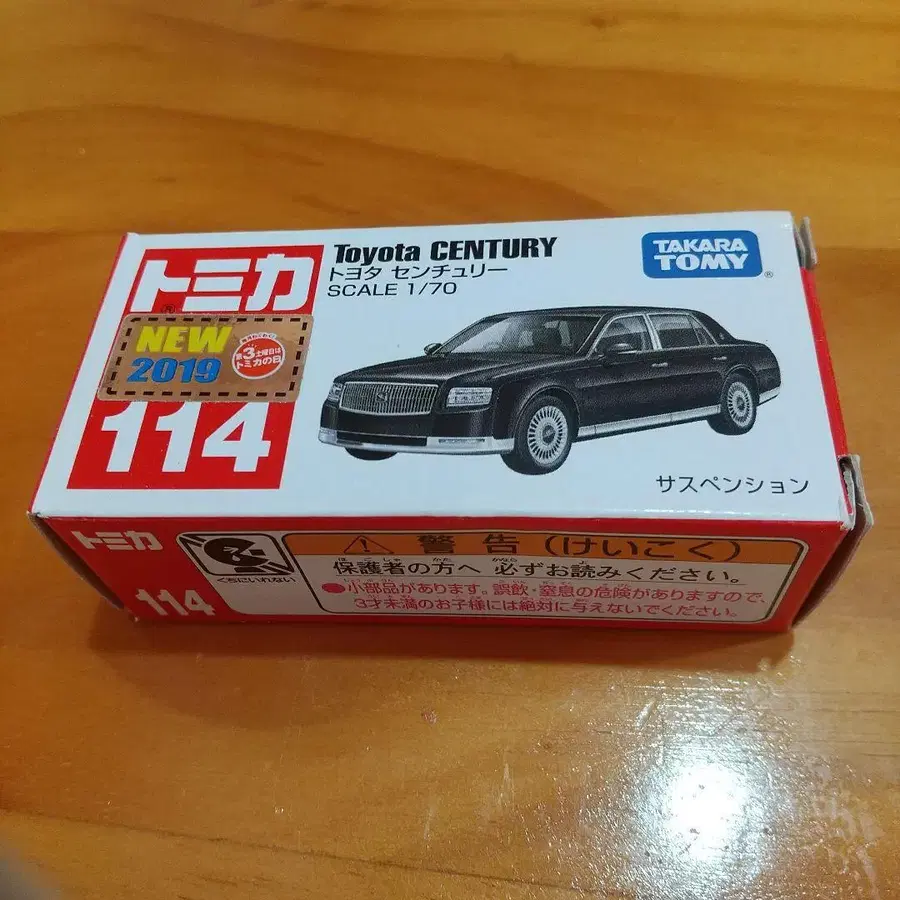 トミカ
NEW
2019
第3土曜日は
トミカの日
114
Toyota CENTURY
トヨタ センチュリー
SCALE 1/70
TAKARA
TOMY
サスペンション
トミカ
114
くちにいれない
警告(けいこく)
保護者の方へ 必ずお読みください。
●小部品があります。誤飲・窒息の危険がありますので、
3才未満のお子様には絶対に与えないでください。